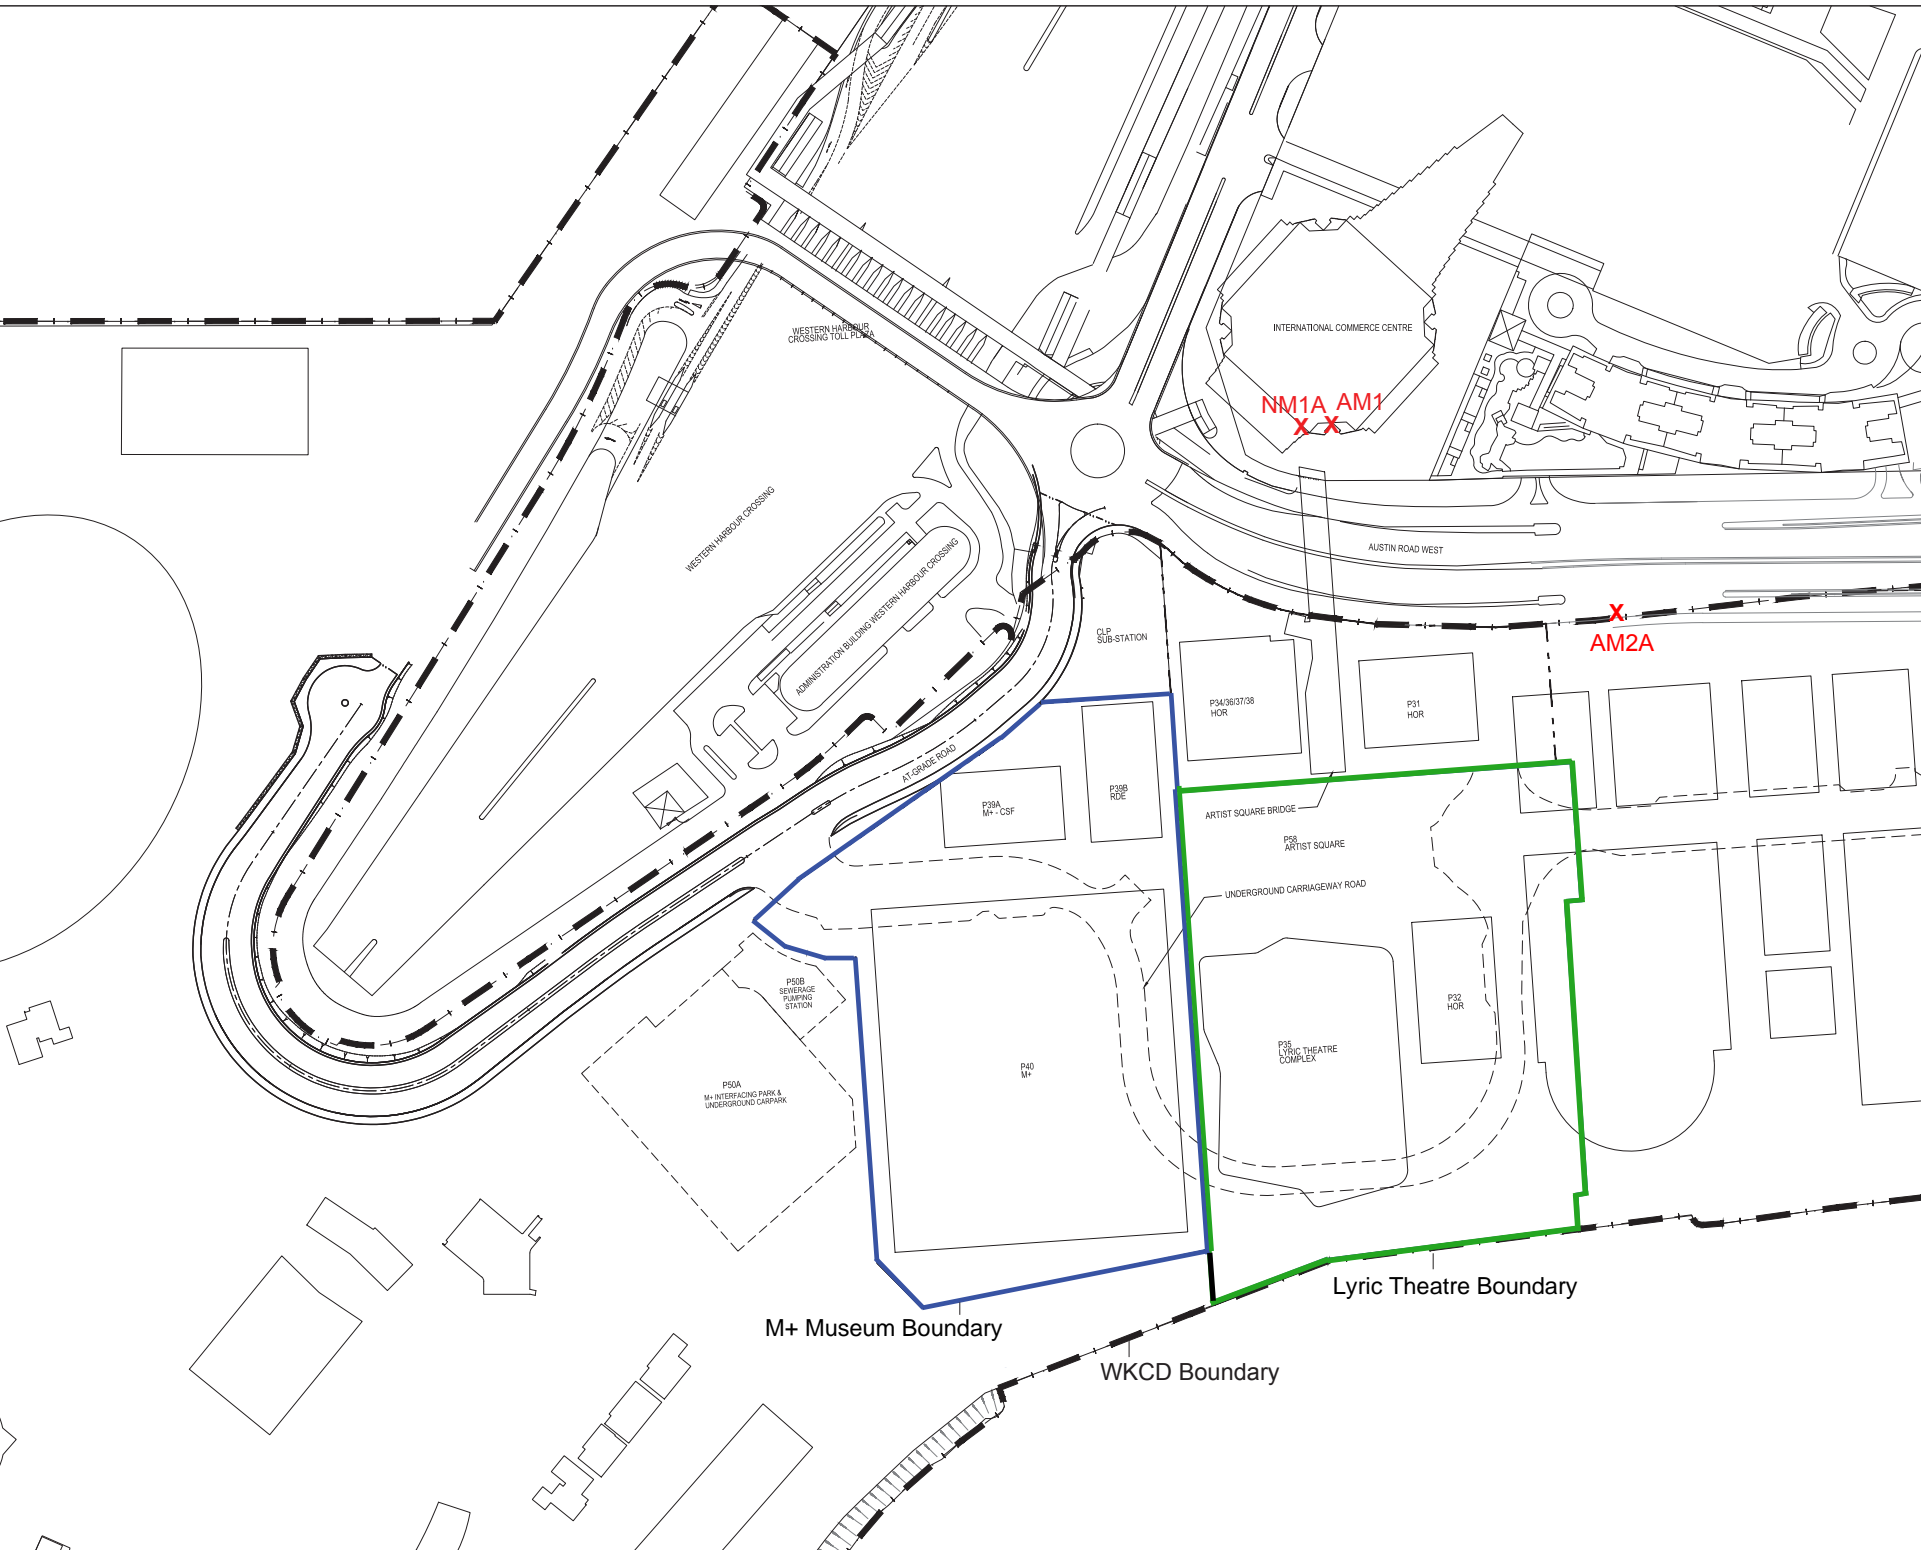 WESTERN HARBOUR
CROSSING TOLL PLAZA
INTERNATIONAL COMMERCE CENTRE
NM1A
AM1
X
X
WESTERN HARBOUR CROSSING
ADMINISTRATION BUILDING WESTERN HARBOUR CROSSING
AUSTIN ROAD WEST
X
AM2A
CLP
SUB-STATION
P34/36/37/38
HOR
P31
HOR
AT-GRADE ROAD
P39A
M+ - CSF
P39B
RDE
ARTIST SQUARE BRIDGE
P58
ARTIST SQUARE
UNDERGROUND CARRIAGEWAY ROAD
P50B
SEWERAGE
PUMPING
STATION
P32
HOR
P35
LYRIC THEATRE
COMPLEX
P40
M+
P50A
M+ INTERFACING PARK &
UNDERGROUND CARPARK
Lyric Theatre Boundary
M+ Museum Boundary
WKCD Boundary